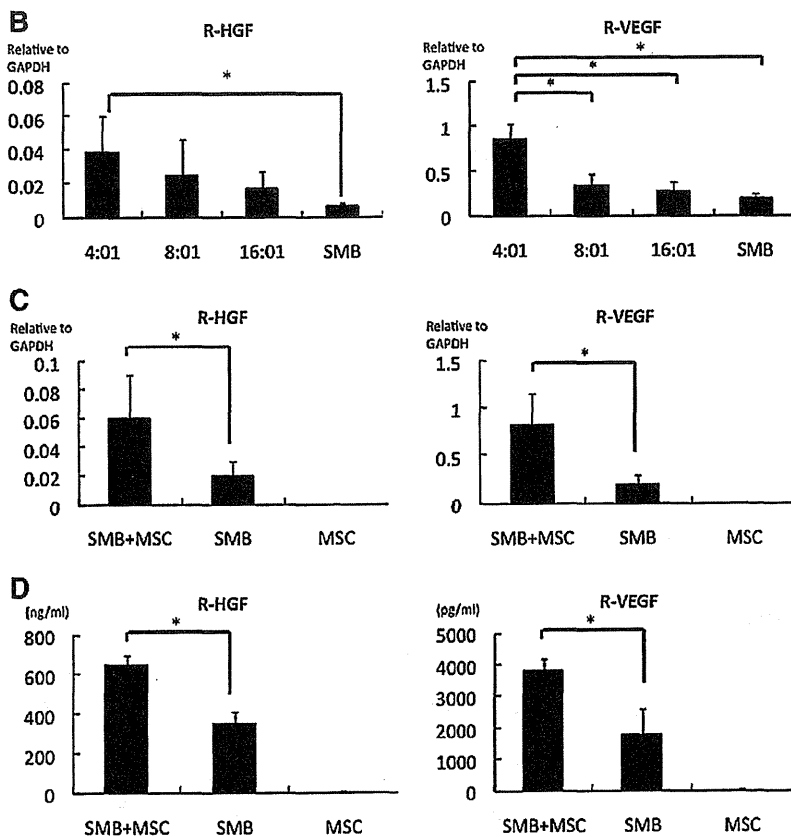 B
R-HGF
Relative to
GAPDH
*
0.08
0.06
0.04
0.02
0
4:01 8:01 16:01 SMB
R-VEGF
Relative to
GAPDH
*
*
*
1.5
1
0.5
0
4:01 8:01 16:01 SMB
C
R-HGF
Relative to
GAPDH
*
0.1
0.08
0.06
0.04
0.02
0
SMB+MSC SMB MSC
R-VEGF
Relative to
GAPDH
*
1.5
1
0.5
0
SMB+MSC SMB MSC
D
R-HGF
(ng/ml)
*
800
600
400
200
0
SMB+MSC SMB MSC
R-VEGF
(pg/ml)
*
5000
4000
3000
2000
1000
0
SMB+MSC SMB MSC